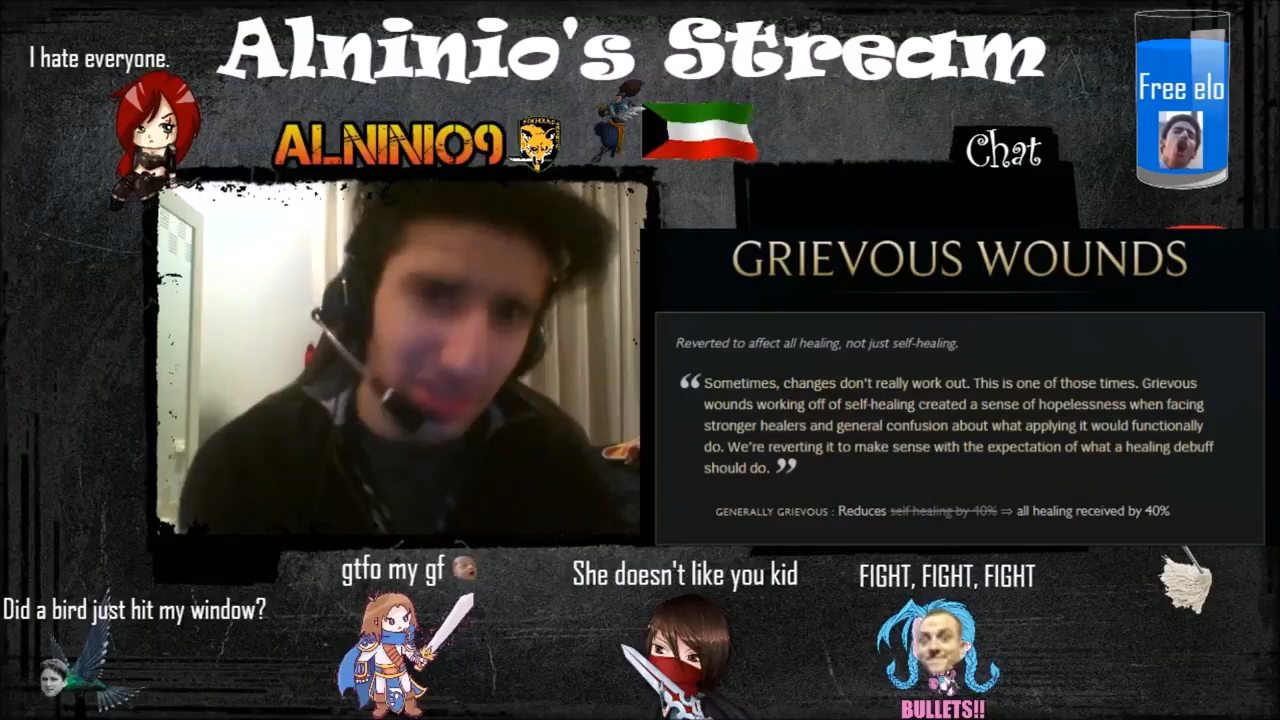 Alninio's Stream
I hate everyone.
Free elo
ALNINIO9
FOXHOUND
Chat
GRIEVOUS WOUNDS
Reverted to affect all healing, not just self-healing.
“ Sometimes, changes don't really work out. This is one of those times. Grievous
wounds working off of self-healing created a sense of hopelessness when facing
stronger healers and general confusion about what applying it would functionally
do. We're reverting it to make sense with the expectation of what a healing debuff
should do. ”
GENERALLY GRIEVOUS : Reduces self healing by 40% ⇒ all healing received by 40%
gtfo my gf
She doesn't like you kid
FIGHT, FIGHT, FIGHT
Did a bird just hit my window?
BULLETS!!